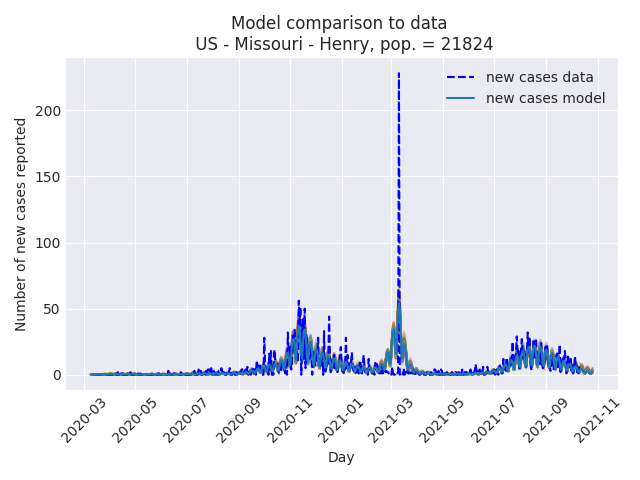 Model comparison to data
US - Missouri - Henry, pop. = 21824
new cases data
new cases model
Number of new cases reported
200
150
100
50
0
2020-03
2020-05
2020-07
2020-09
2020-11
2021-01
2021-03
2021-05
2021-07
2021-09
2021-11
Day